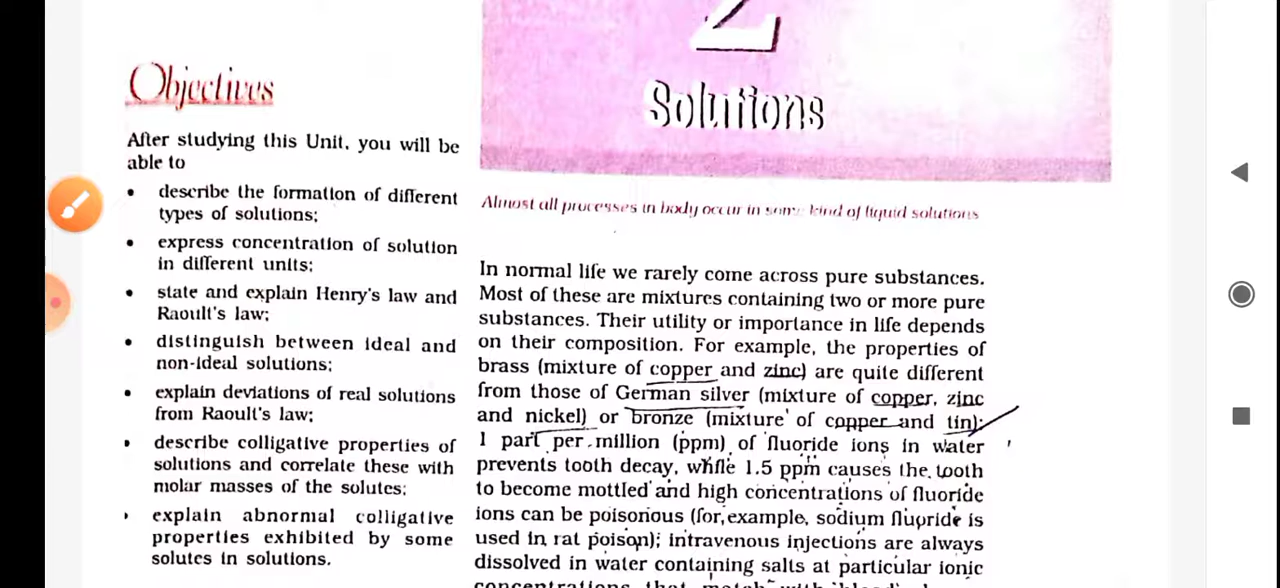 2
Solutions
Objectives
After studying this Unit, you will be
able to
• describe the formation of different
types of solutions;
• express concentration of solution
in different units;
• state and explain Henry's law and
Raoult's law;
• distinguish between ideal and
non-ideal solutions;
• explain deviations of real solutions
from Raoult's law;
• describe colligative properties of
solutions and correlate these with
molar masses of the solutes;
• explain abnormal colligative
properties exhibited by some
solutes in solutions.
Almost all processes in body occur in some kind of liquid solutions
In normal life we rarely come across pure substances.
Most of these are mixtures containing two or more pure
substances. Their utility or importance in life depends
on their composition. For example, the properties of
brass (mixture of copper and zinc) are quite different
from those of German silver (mixture of copper, zinc
and nickel) or bronze (mixture of copper and tin);
1 part per million (ppm) of fluoride ions in water
prevents tooth decay, while 1.5 ppm causes the tooth
to become mottled and high concentrations of fluoride
ions can be poisonous (for example, sodium fluoride is
used in rat poison); intravenous injections are always
dissolved in water containing salts at particular ionic
concentrations that match with